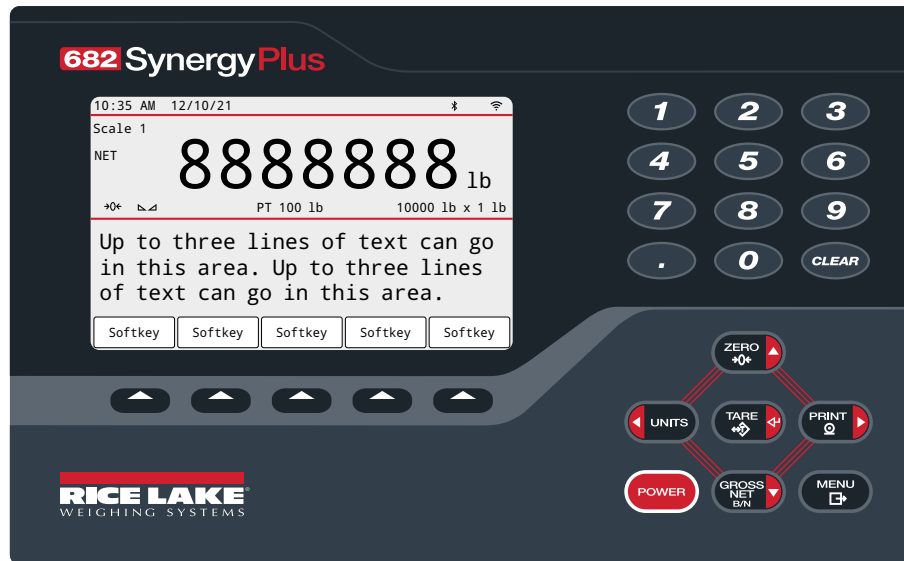 682 SynergyPlus
10:35 AM 12/10/21
Scale 1
NET
8888888 lb
→0← PT 100 lb 10000 lb x 1 lb
Up to three lines of text can go
in this area. Up to three lines
of text can go in this area.
Softkey Softkey Softkey Softkey Softkey
RICE LAKE
WEIGHING SYSTEMS
1 2 3
4 5 6
7 8 9
. 0 CLEAR
ZERO
→0←
UNITS TARE PRINT
POWER GROSS NET B/N MENU